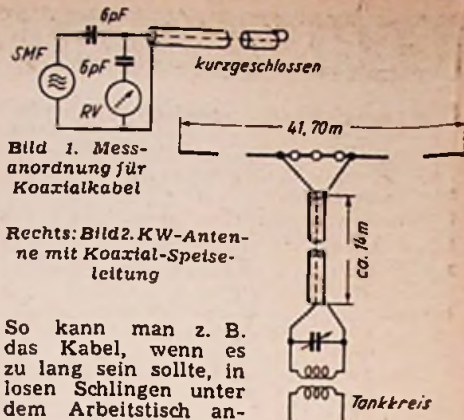 6pF
SMF
6pF
RV
kurzgeschlossen
41,70m
Bild 1. Mess-
anordnung für
Koaxialkabel
Rechts: Bild 2. KW-Anten-
ne mit Koaxial-Speise-
leitung
ca. 14m
So kann man z. B.
das Kabel, wenn es
zu lang sein sollte, in
losen Schlingen unter
dem Arbeitstisch an-
Tankkreis